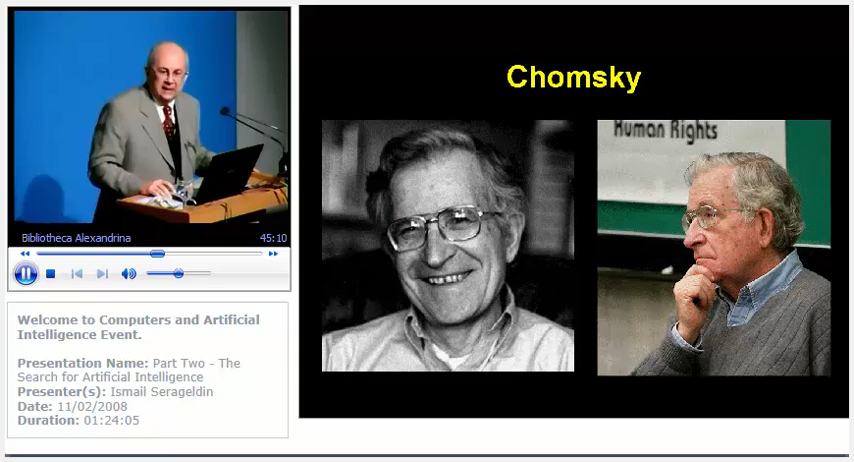 Chomsky
Human Rights
Bibliotheca Alexandrina 45:10
Welcome to Computers and Artificial
Intelligence Event.
Presentation Name: Part Two - The
Search for Artificial Intelligence
Presenter(s): Ismail Serageldin
Date: 11/02/2008
Duration: 01:24:05